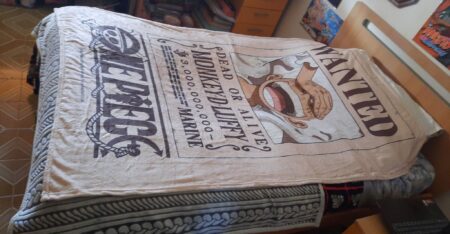 WANTED
DEAD OR ALIVE
MONKEY·D·LUFFY
3,000,000,000
MARINE
ONE PIECE